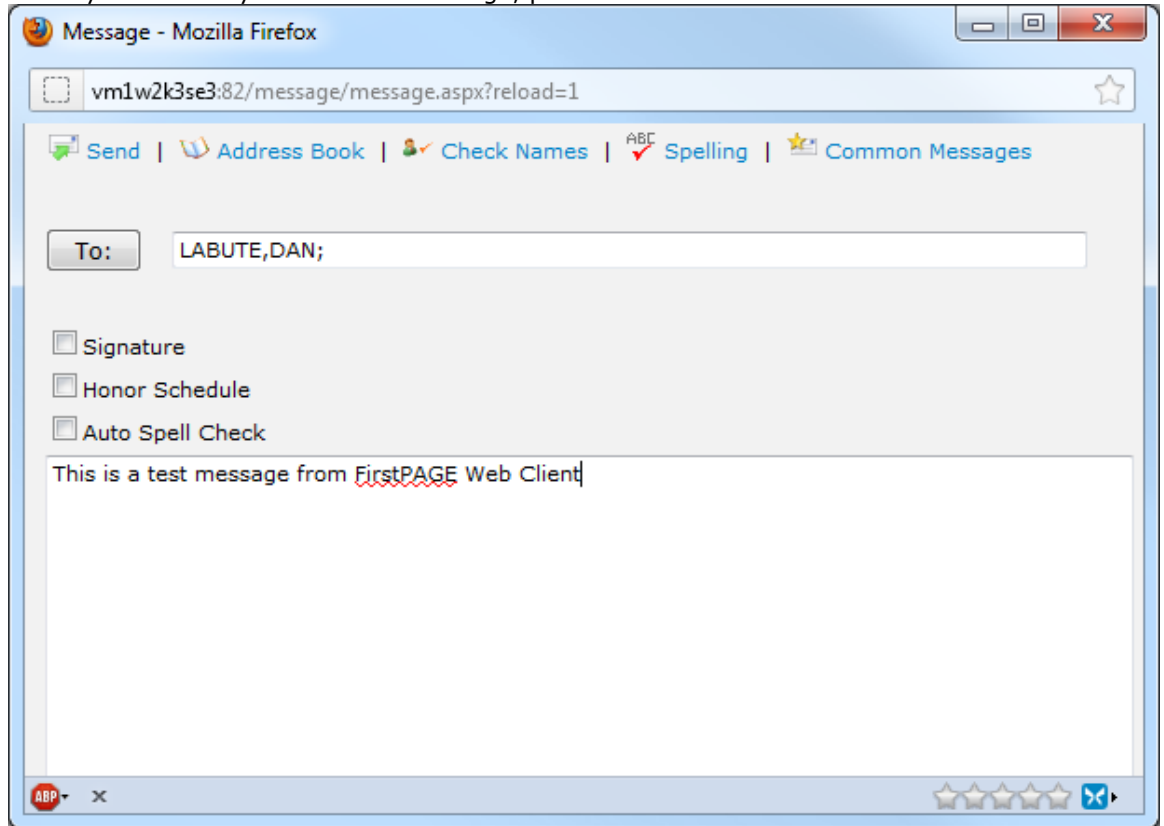 Message - Mozilla Firefox
vm1w2k3se3:82/message/message.aspx?reload=1
Send | Address Book | Check Names | ABC Spelling | Common Messages
To: LABUTE,DAN;
Signature
Honor Schedule
Auto Spell Check
This is a test message from FirstPAGE Web Client
ABP